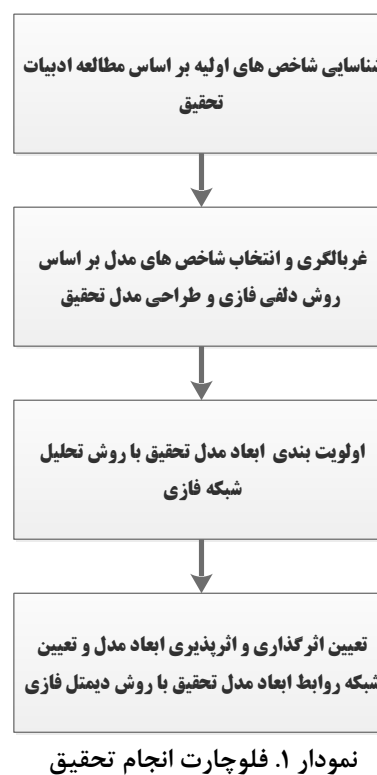 شناسایی شاخص های اولیه بر اساس مطالعه ادبیات
تحقیق
غربالگری و انتخاب شاخص های مدل بر اساس
روش دلفی فازی و طراحی مدل تحقیق
اولویت بندی ابعاد مدل تحقیق با روش تحلیل
شبکه فازی
تعیین اثرگذاری و اثرپذیری ابعاد مدل و تعیین
شبکه روابط ابعاد مدل تحقیق با روش دیمتل فازی
نمودار ۱. فلوچارت انجام تحقیق